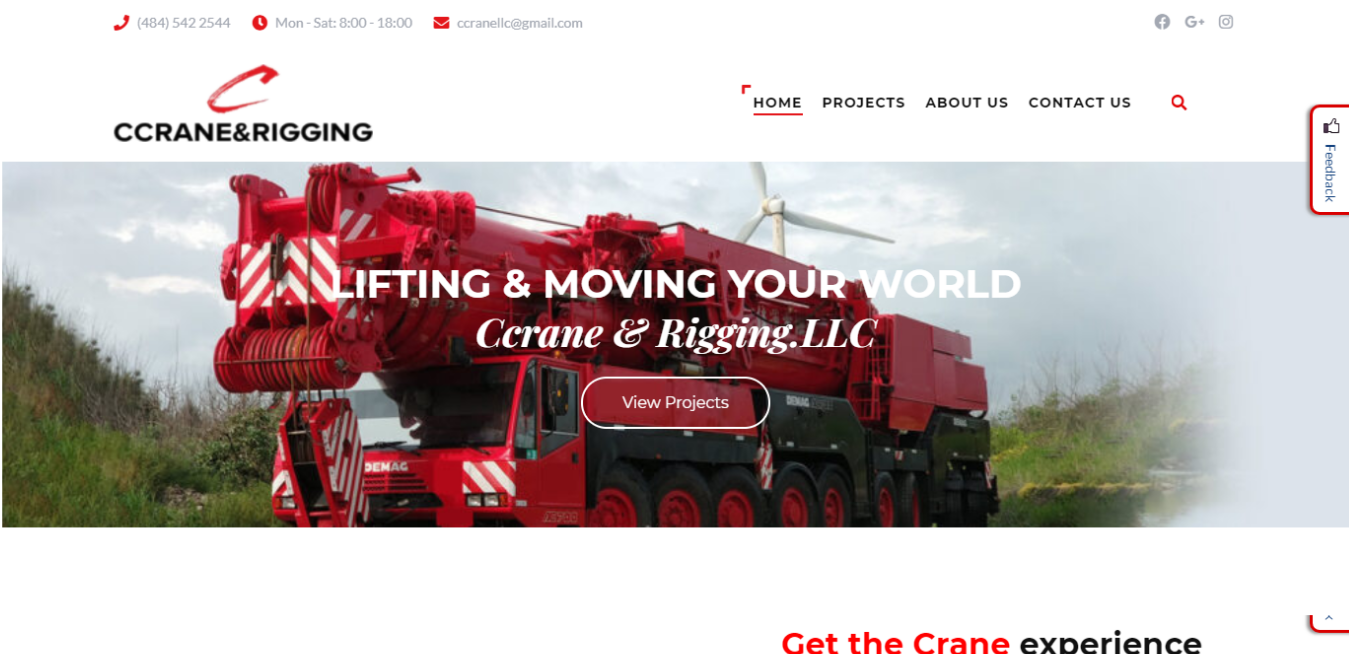 (484) 542 2544 Mon - Sat: 8:00 - 18:00 ccranellc@gmail.com
G+
CCRANE&RIGGING
HOME PROJECTS ABOUT US CONTACT US
Feedback
LIFTING & MOVING YOUR WORLD
Ccrane & Rigging.LLC
View Projects
DEMAG
DEMAG
Get the Crane experience